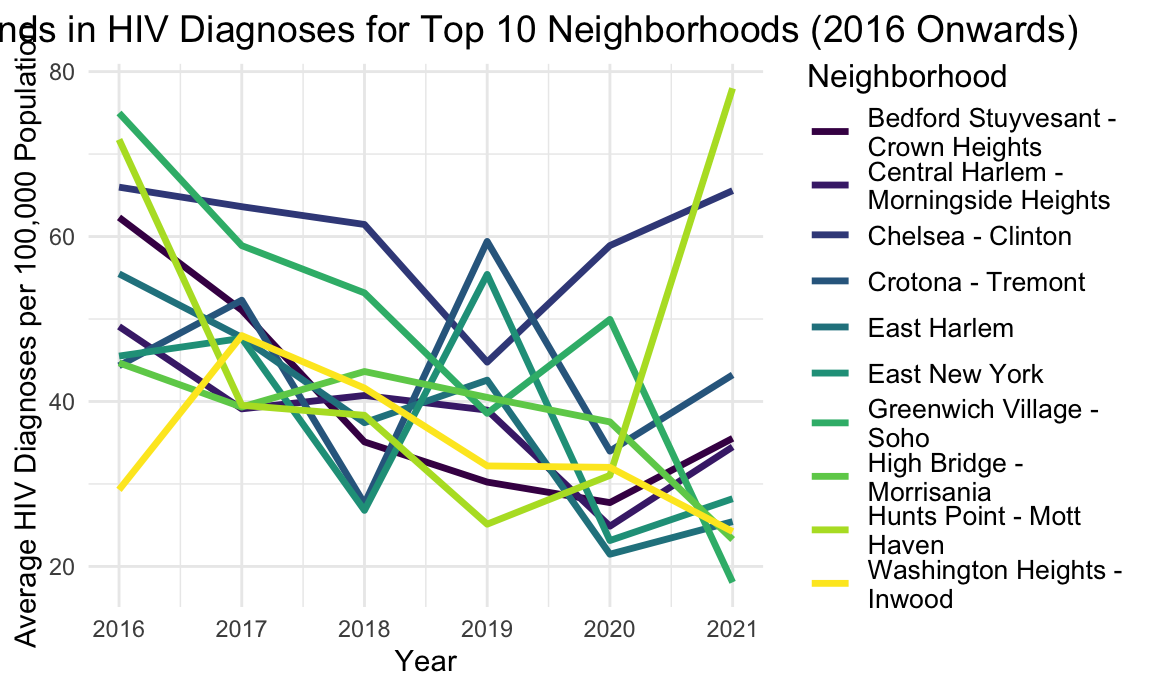 nds in HIV Diagnoses for Top 10 Neighborhoods (2016 Onwards)
Average HIV Diagnoses per 100,000 Population
80
60
40
20
2016 2017 2018 2019 2020 2021
Year
Neighborhood
Bedford Stuyvesant -
Crown Heights
Central Harlem -
Morningside Heights
Chelsea - Clinton
Crotona - Tremont
East Harlem
East New York
Greenwich Village -
Soho
High Bridge -
Morrisania
Hunts Point - Mott
Haven
Washington Heights -
Inwood